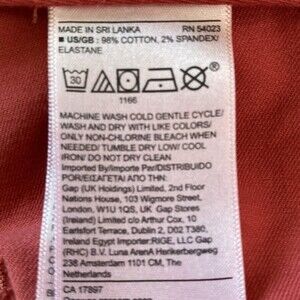 MADE IN SRI LANKA RN 54023
■ US/GB: 98% COTTON, 2% SPANDEX/
ELASTANE
30
1166
MACHINE WASH COLD GENTLE CYCLE/
WASH AND DRY WITH LIKE COLORS/
ONLY NON-CHLORINE BLEACH WHEN
NEEDED/ TUMBLE DRY LOW/ COOL
IRON/ DO NOT DRY CLEAN
Imported by/Importe Par/DISTRIBUIDO
POR/ΕΙΣΑΓΕΤΑΙ ΑΠΟ:
Gap (UK Holdings) Limited, 2nd Floor
Nations House, 103 Wigmore Street,
London, W1U 1QS, UK Gap Stores
(Ireland) Limited c/o Arthur Cox, 10
Earlsfort Terrace, Dublin 2, D02 T380,
Ireland Egypt Importer:RIGE, LLC Gap
(RHC) B.V. Luna ArenA Herikerbergweg
238 Amsterdam 1101 CM, The
Netherlands
CA 17897